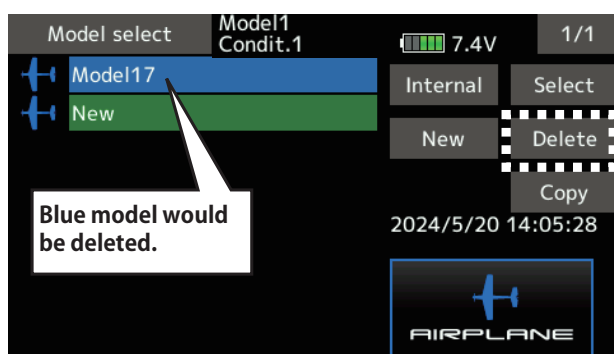 Model select
Model1
Condit.1
7.4V
1/1
Model17
Internal
Select
New
New
Delete
Copy
Blue model would
be deleted.
2024/5/20 14:05:28
AIRPLANE